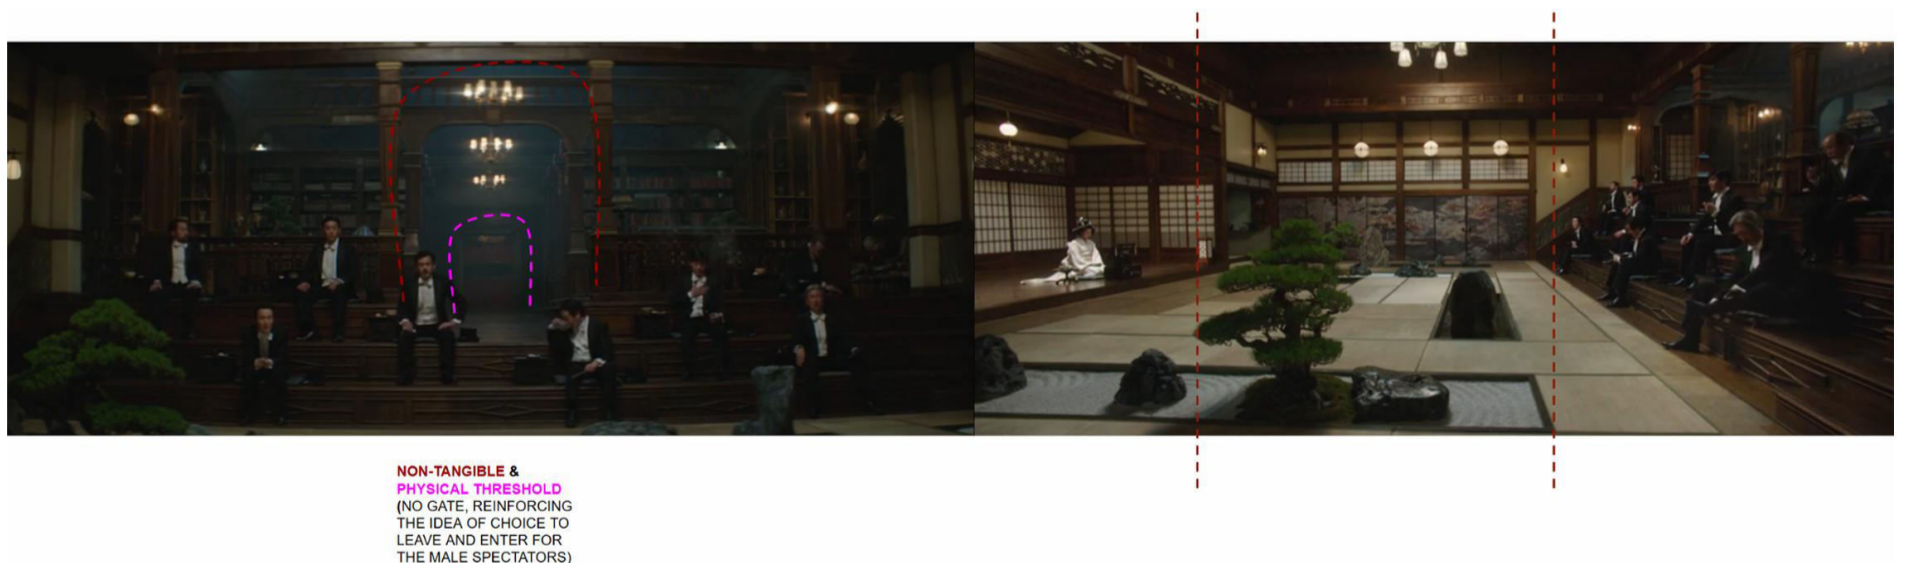 NON-TANGIBLE &
PHYSICAL THRESHOLD
(NO GATE, REINFORCING
THE IDEA OF CHOICE TO
LEAVE AND ENTER FOR
THE MALE SPECTATORS)